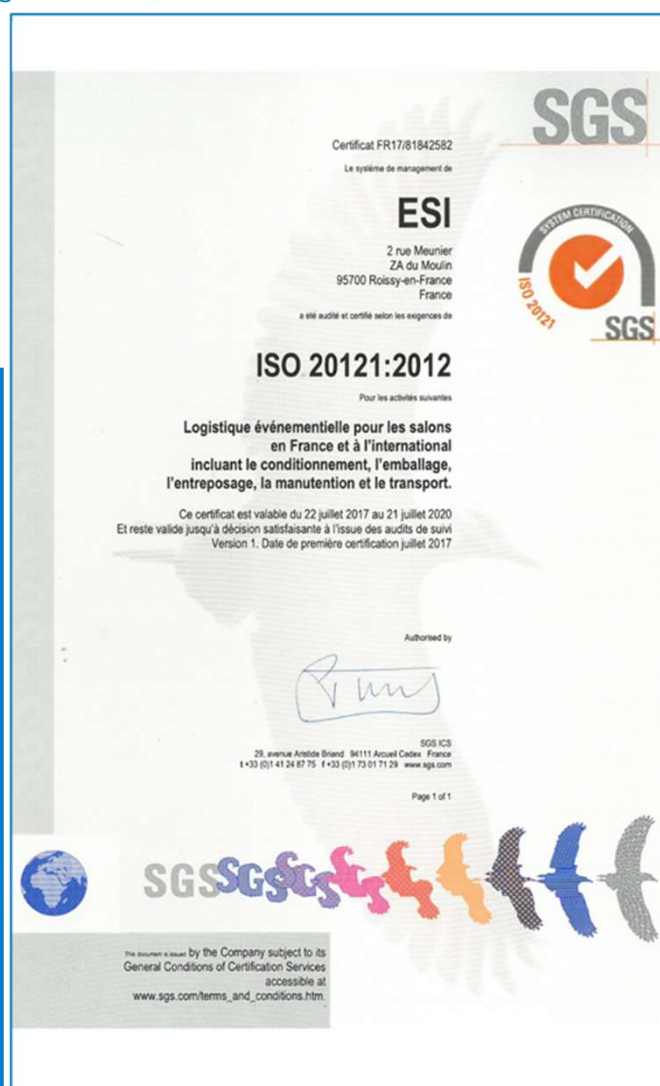 SGS
Certificat FR17/81842582
Le système de management de
ESI
2 rue Meunier
ZA du Moulin
95700 Roissy-en-France
France
a été audité et certifié selon les exigences de
SYSTEM CERTIFICATION
ISO 20121
SGS
ISO 20121:2012
Pour les activités suivantes
Logistique événementielle pour les salons
en France et à l'international
incluant le conditionnement, l'emballage,
l'entreposage, la manutention et le transport.
Ce certificat est valable du 22 juillet 2017 au 21 juillet 2020
Et reste valide jusqu'à décision satisfaisante à l'issue des audits de suivi
Version 1. Date de première certification juillet 2017
Authorised by
SGS ICS
29, avenue Aristide Briand 94111 Arcueil Cedex France
t +33 (0)1 41 24 87 75 f +33 (0)1 73 01 71 29 www.sgs.com
Page 1 of 1
SGSSGSSGS
This document is issued by the Company subject to its
General Conditions of Certification Services
accessible at
www.sgs.com/terms_and_conditions.htm.